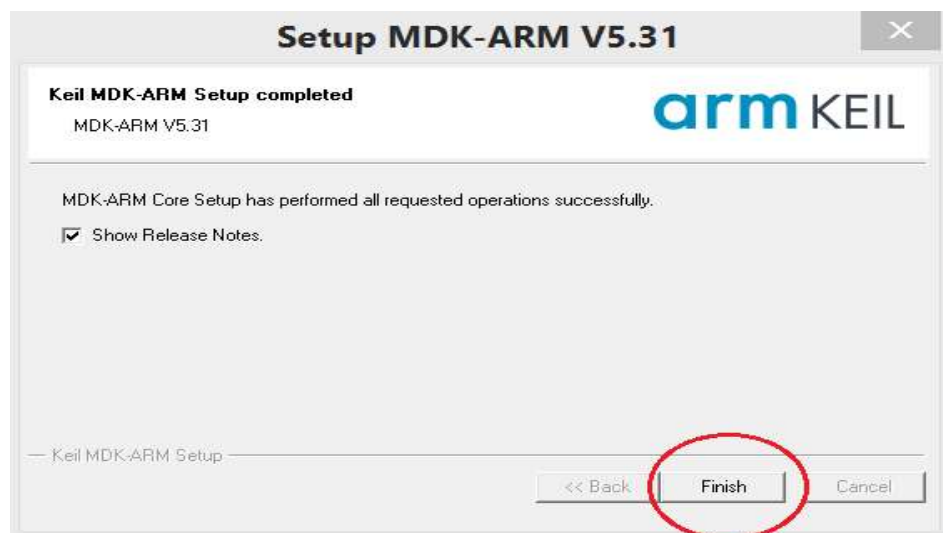 Setup MDK-ARM V5.31
Keil MDK-ARM Setup completed
MDK-ARM V5.31
arm KEIL
MDK-ARM Core Setup has performed all requested operations successfully.
Show Release Notes.
Keil MDK-ARM Setup
<< Back Finish Cancel